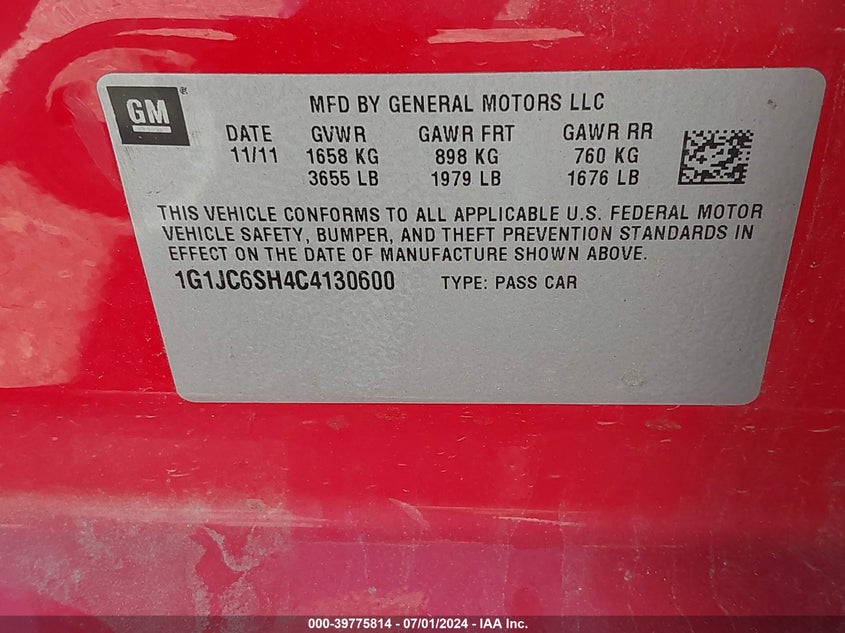 GM ®
MFD BY GENERAL MOTORS LLC
DATE GVWR GAWR FRT GAWR RR
11/11 1658 KG 898 KG 760 KG
3655 LB 1979 LB 1676 LB
THIS VEHICLE CONFORMS TO ALL APPLICABLE U.S. FEDERAL MOTOR
VEHICLE SAFETY, BUMPER, AND THEFT PREVENTION STANDARDS IN
EFFECT ON THE DATE OF MANUFACTURE SHOWN ABOVE.
1G1JC6SH4C4130600 TYPE: PASS CAR
000-39775814 - 07/01/2024 - IAAI.com